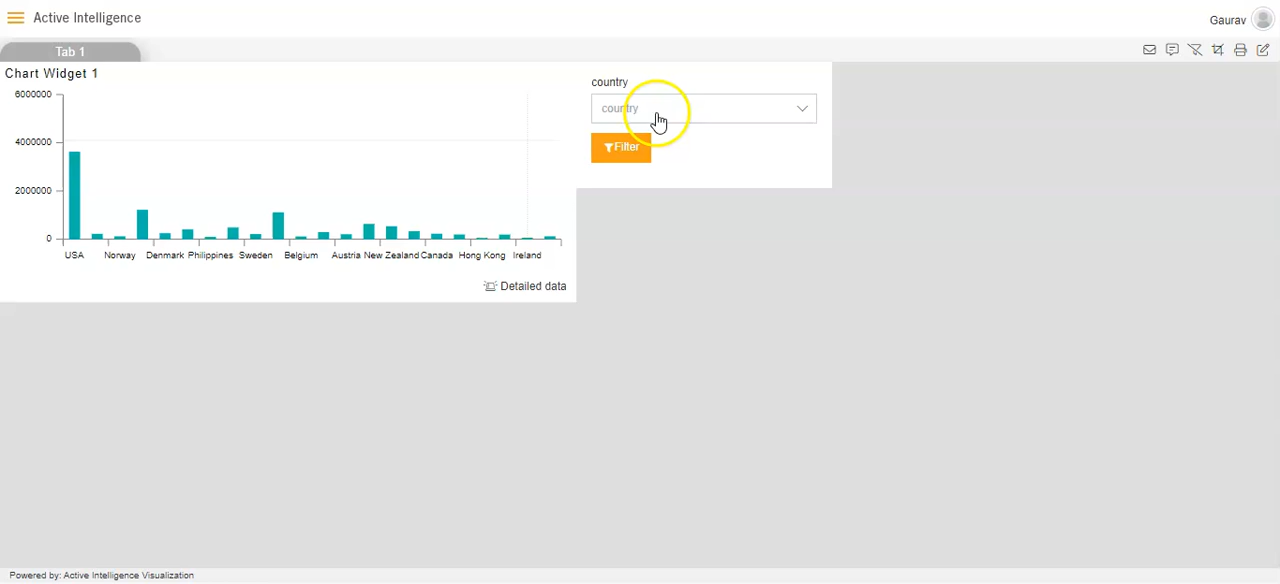 Active Intelligence
Gaurav
Tab 1
Chart Widget 1
6000000
4000000
2000000
0
USA Norway Denmark Philippines Sweden Belgium Austria New Zealand Canada Hong Kong Ireland
Detailed data
country
country
Filter
Powered by: Active Intelligence Visualization